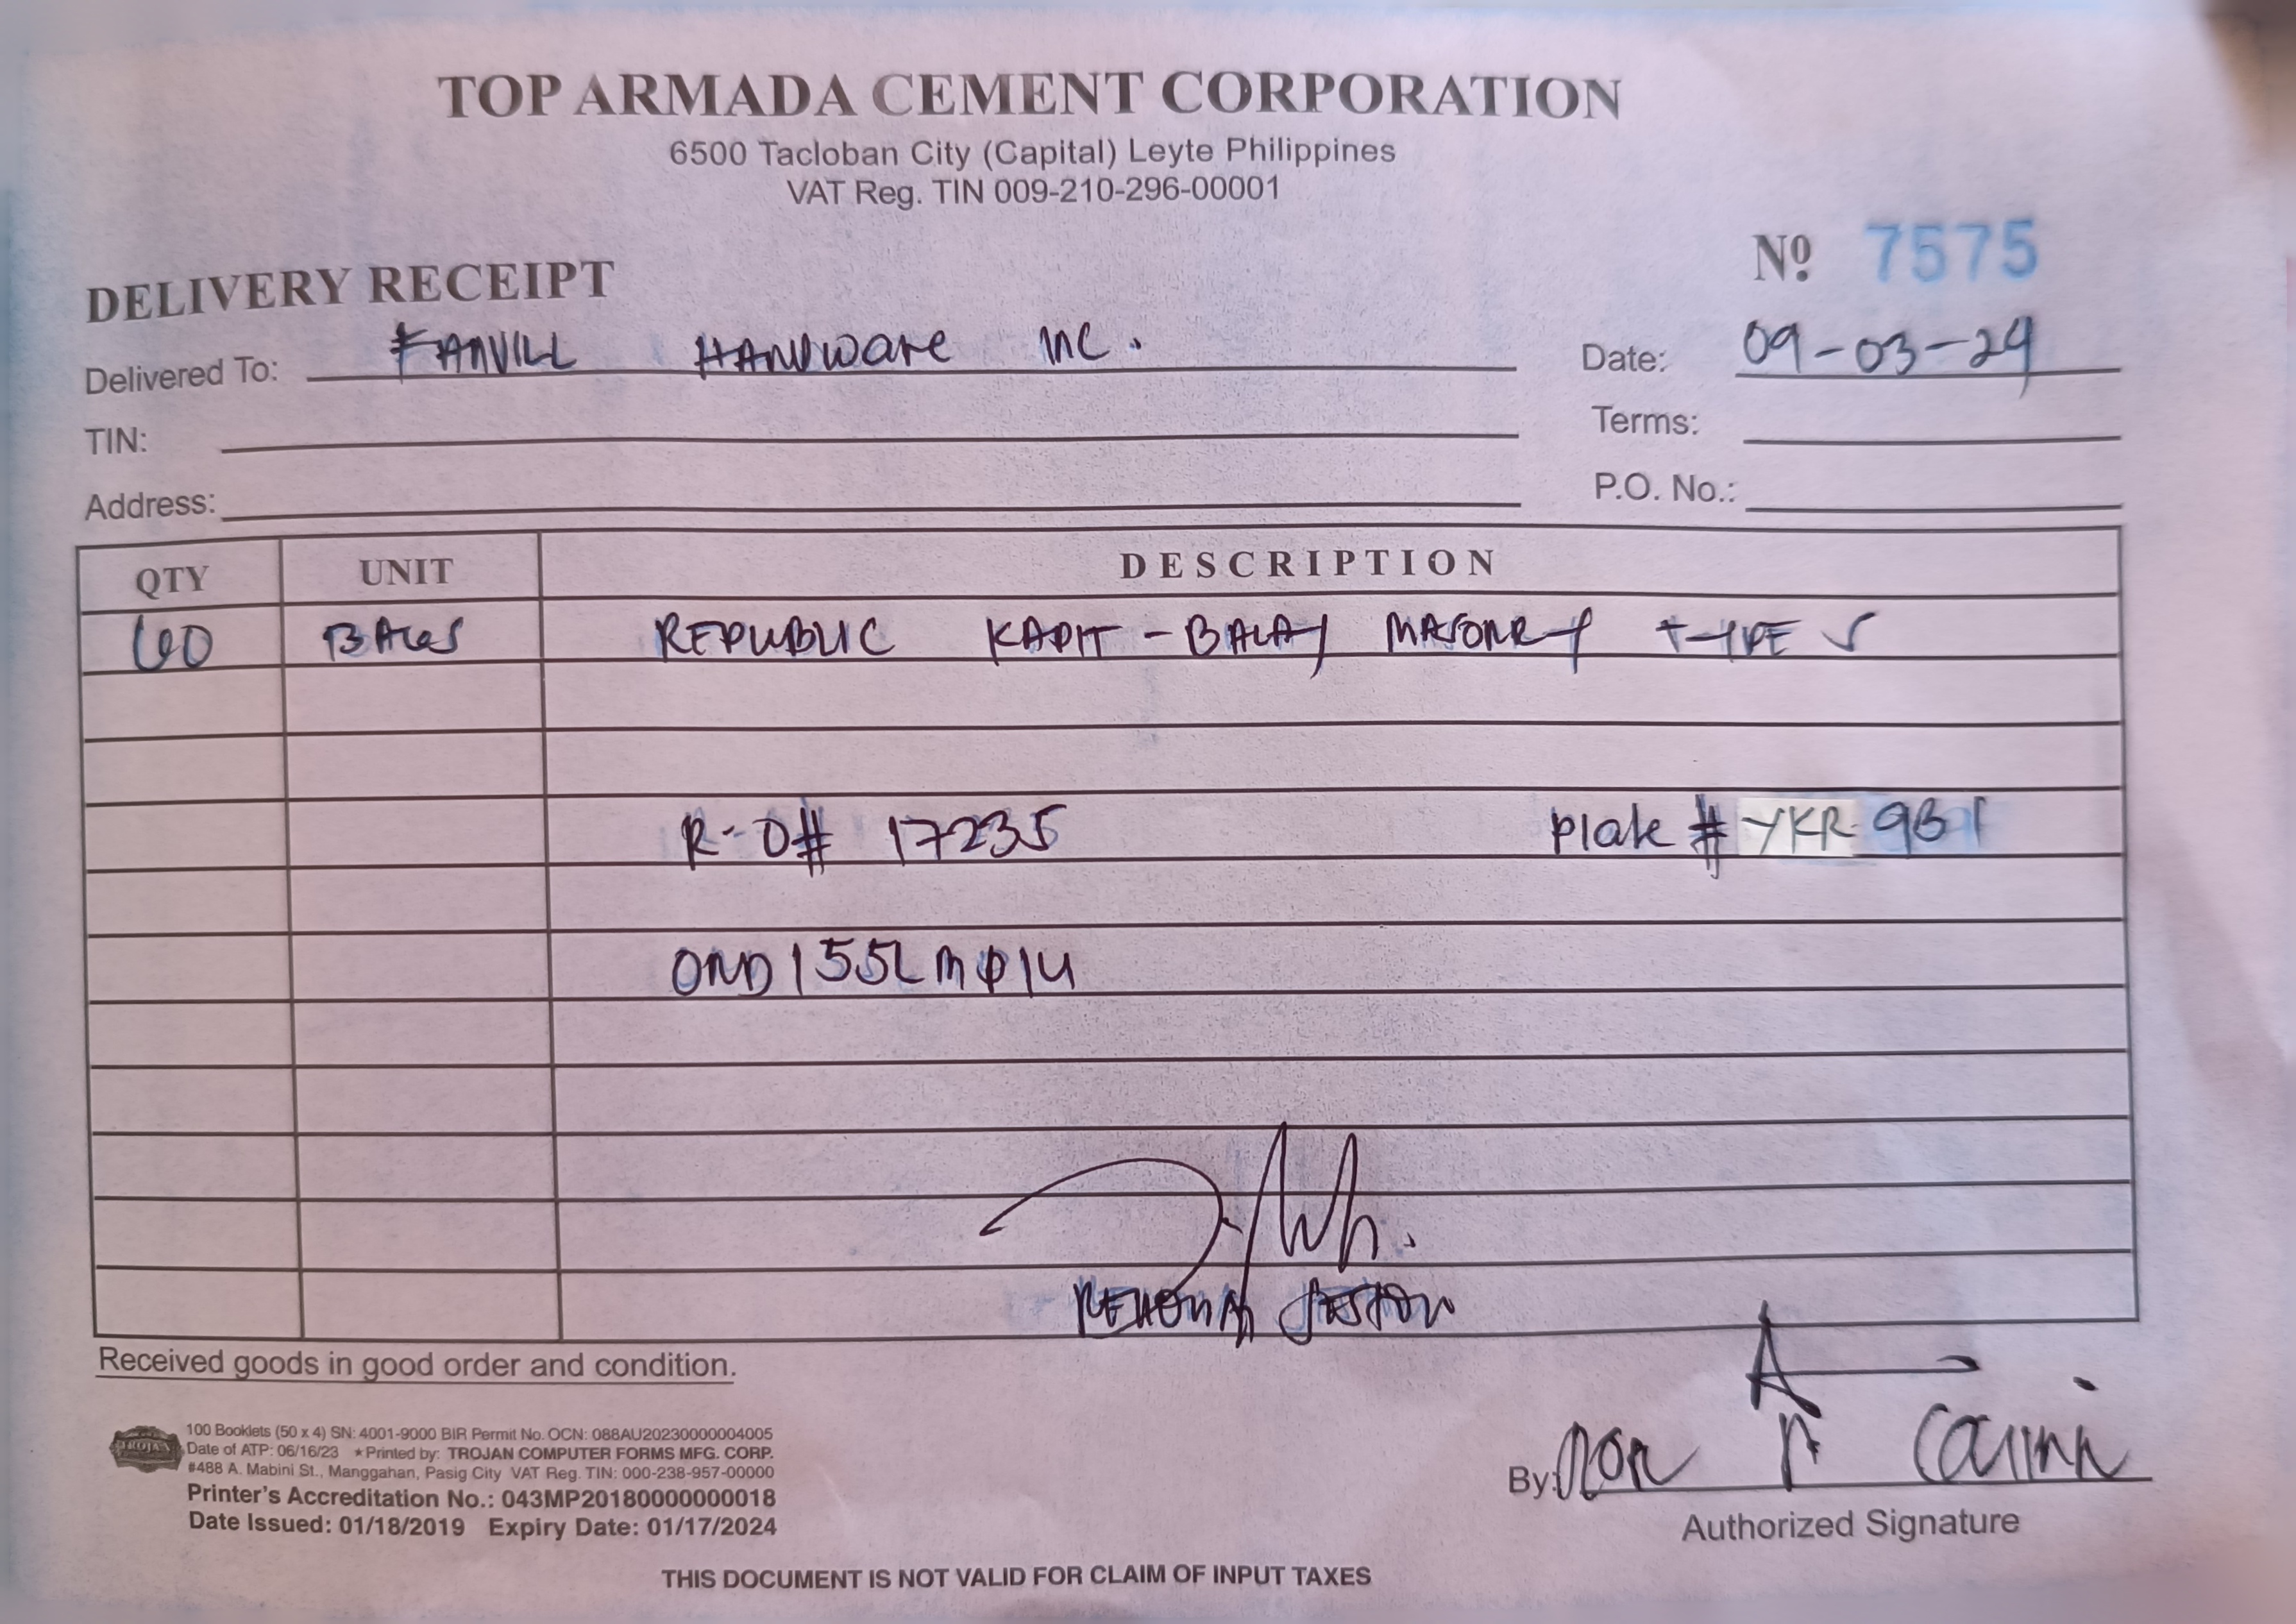 TOP ARMADA CEMENT CORPORATION
6500 Tacloban City (Capital) Leyte Philippines
VAT Reg. TIN 009-210-296-00001
Nº 7575
DELIVERY RECEIPT
Delivered To: FANVILL HARDWARE INC.
Date: 09-03-24
TIN:
Terms:
Address:
P.O. No.:
QTY UNIT DESCRIPTION
60 BAGS REPUBLIC KAPIT-BALAY MASONRY TYPE S
R-O# 17235 Plate # YKR 931
Received goods in good order and condition.
100 Booklets (50 x 4) SN: 4001-9000 BIR Permit No. OCN: 088AU20230000004005
TROJAN Date of ATP: 06/16/23 ★Printed by: TROJAN COMPUTER FORMS MFG. CORP.
#488 A. Mabini St., Manggahan, Pasig City VAT Reg. TIN: 000-238-957-00000
Printer's Accreditation No.: 043MP20180000000018
Date Issued: 01/18/2019 Expiry Date: 01/17/2024
By:
Authorized Signature
THIS DOCUMENT IS NOT VALID FOR CLAIM OF INPUT TAXES